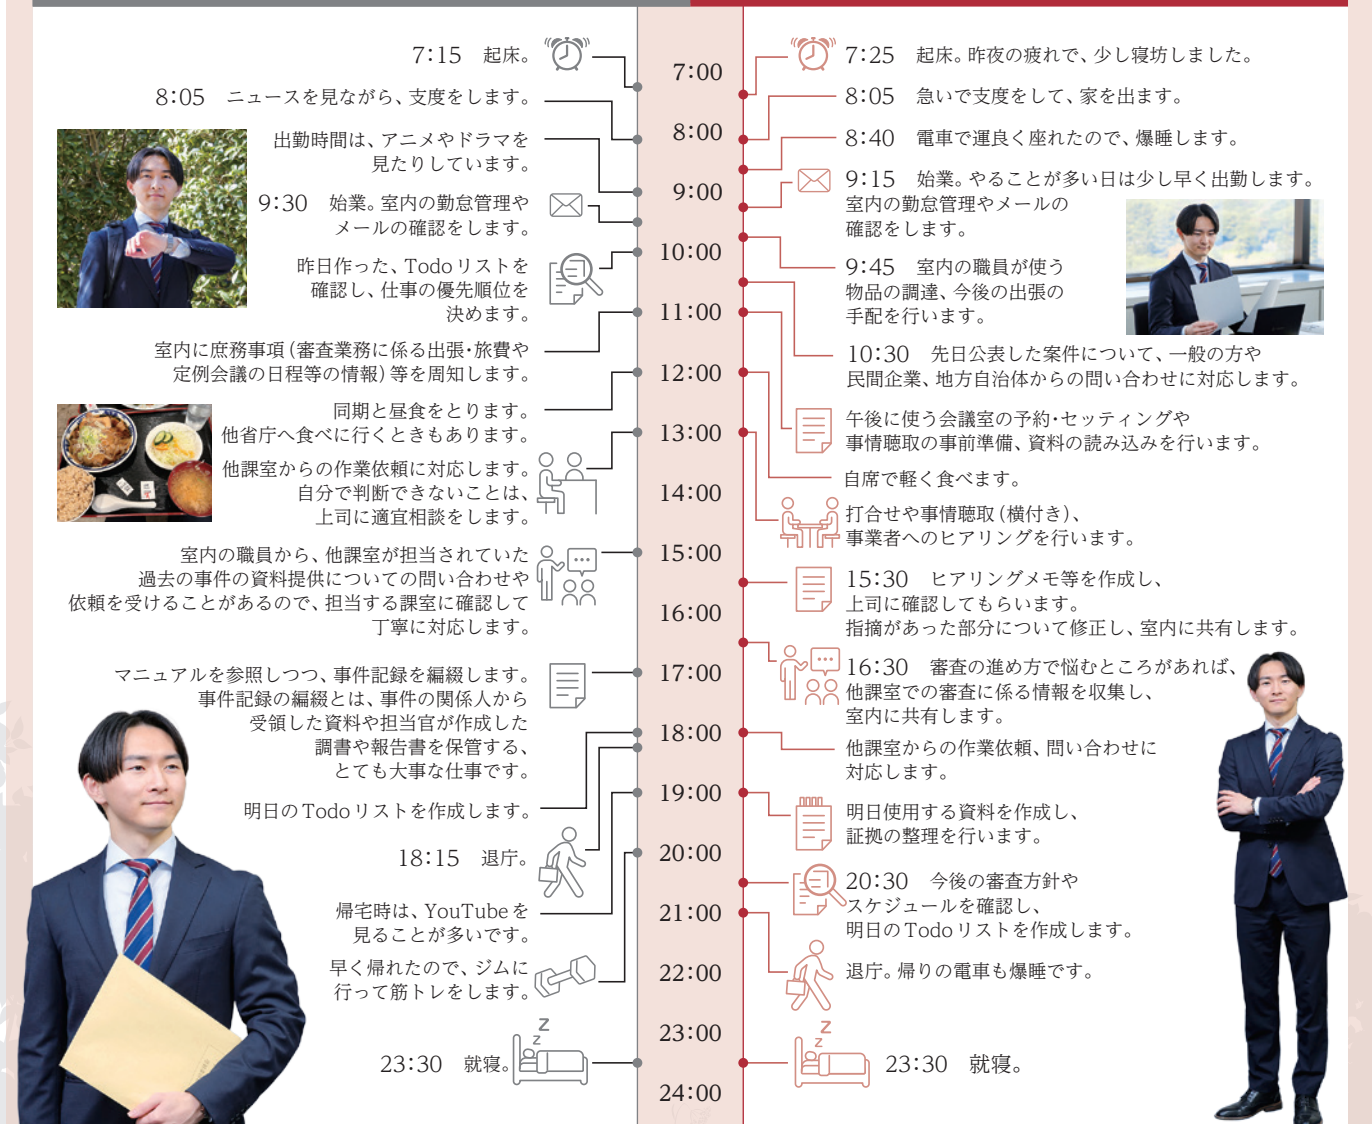 7：15　起床。
8：05　ニュースを見ながら、支度をします。
出勤時間は、アニメやドラマを
見たりしています。
9：30　始業。室内の勤怠管理や
メールの確認をします。
昨日作った、Todoリストを
確認し、仕事の優先順位を
決めます。
室内に庶務事項（審査業務に係る出張・旅費や
定例会議の日程等の情報）等を周知します。
同期と昼食をとります。
他省庁へ食べに行くときもあります。
他課室からの作業依頼に対応します。
自分で判断できないことは、
上司に適宜相談をします。
室内の職員から、他課室が担当されていた
過去の事件の資料提供についての問い合わせや
依頼を受けることがあるので、担当する課室に確認して
丁寧に対応します。
マニュアルを参照しつつ、事件記録を編綴します。
事件記録の編綴とは、事件の関係人から
受領した資料や担当官が作成した
調書や報告書を保管する、
とても大事な仕事です。
明日のTodoリストを作成します。
18：15　退庁。
帰宅時は、YouTubeを
見ることが多いです。
早く帰れたので、ジムに
行って筋トレをします。
Z
z
23：30　就寝。
7：00
8：00
9：00
10：00
11：00
12：00
13：00
14：00
15：00
16：00
17：00
18：00
19：00
20：00
21：00
22：00
23：00
24：00
7：25　起床。昨夜の疲れで、少し寝坊しました。
8：05　急いで支度をして、家を出ます。
8：40　電車で運良く座れたので、爆睡します。
9：15　始業。やることが多い日は少し早く出勤します。
室内の勤怠管理やメールの
確認をします。
9：45　室内の職員が使う
物品の調達、今後の出張の
手配を行います。
10：30　先日公表した案件について、一般の方や
民間企業、地方自治体からの問い合わせに対応します。
午後に使う会議室の予約・セッティングや
事情聴取の事前準備、資料の読み込みを行います。
自席で軽く食べます。
打合せや事情聴取（横付き）、
事業者へのヒアリングを行います。
15：30　ヒアリングメモ等を作成し、
上司に確認してもらいます。
指摘があった部分について修正し、室内に共有します。
16：30　審査の進め方で悩むところがあれば、
他課室での審査に係る情報を収集し、
室内に共有します。
他課室からの作業依頼、問い合わせに
対応します。
明日使用する資料を作成し、
証拠の整理を行います。
20：30　今後の審査方針や
スケジュールを確認し、
明日のTodoリストを作成します。
退庁。帰りの電車も爆睡です。
Z
z
23：30　就寝。